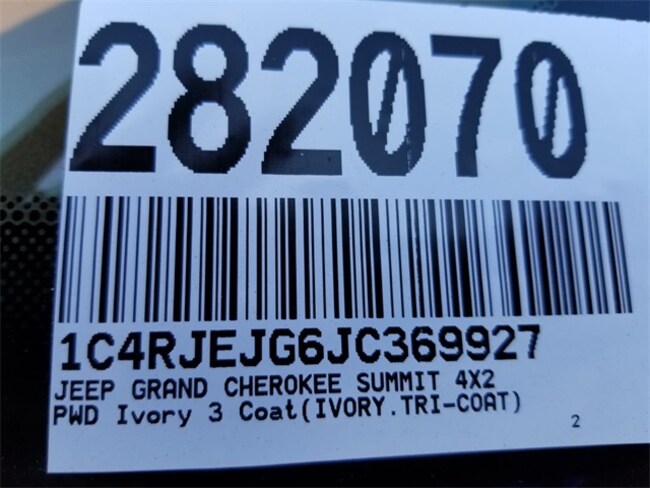 282070
1C4RJEJG6JC369927
JEEP GRAND CHEROKEE SUMMIT 4X2
PWD Ivory 3 Coat(IVORY.TRI-COAT)
2